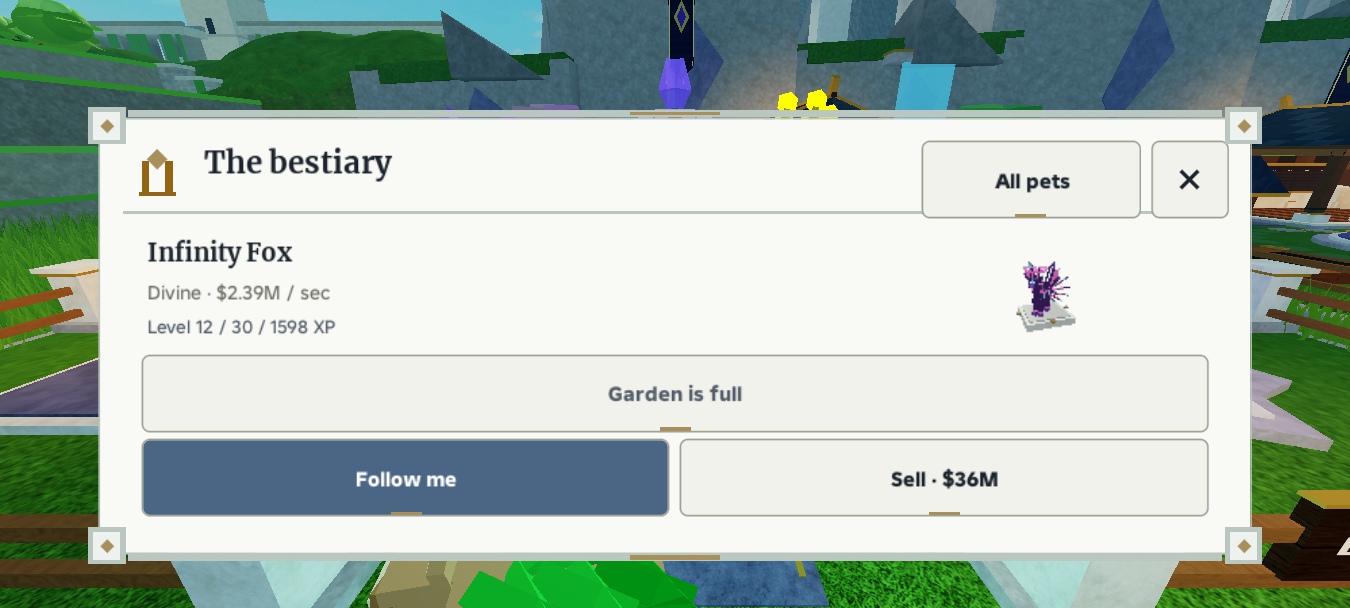 The bestiary
All pets
Infinity Fox
Divine · $2.39M / sec
Level 12 / 30 / 1598 XP
Garden is full
Follow me
Sell · $36M